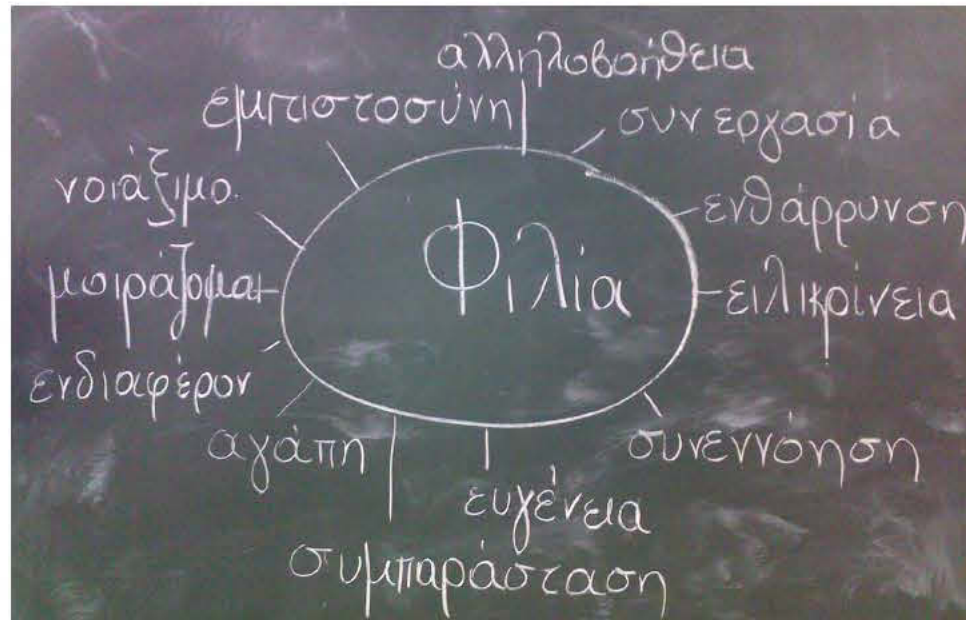 αλληλοβοήθεια
εμπιστοσύνη
συνεργασία
νοιάξιμο.
ενθάρρυνση
Φιλία
μοιράζομαι
ειλικρίνεια
ενδιαφέρον
αγάπη
συνεννόηση
ευγένεια
συμπαράσταση